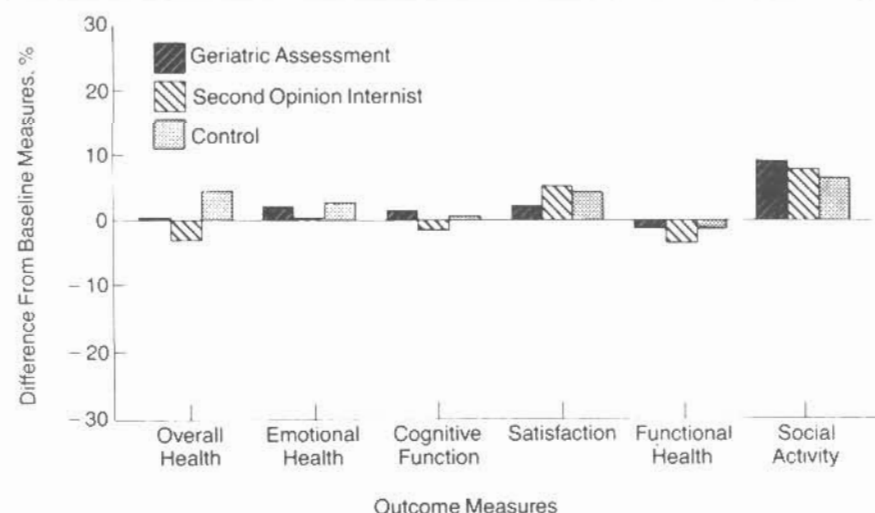 Difference From Baseline Measures, %
30
20
10
0
– 10
– 20
– 30
Geriatric Assessment
Second Opinion Internist
Control
Overall Health
Emotional Health
Cognitive Function
Satisfaction
Functional Health
Social Activity
Outcome Measures